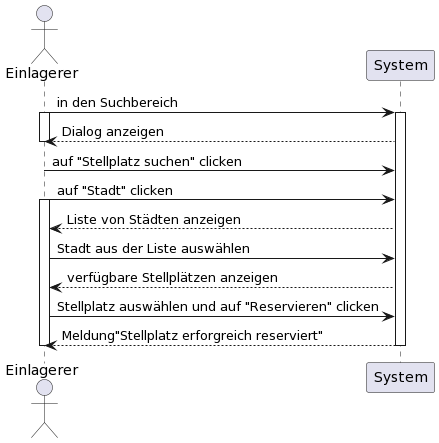 Einlagerer
System
in den Suchbereich
Dialog anzeigen
auf "Stellplatz suchen" clicken
auf "Stadt" clicken
Liste von Städten anzeigen
Stadt aus der Liste auswählen
verfügbare Stellplätzen anzeigen
Stellplatz auswählen und auf "Reservieren" clicken
Meldung"Stellplatz erforgreich reserviert"
Einlagerer
System